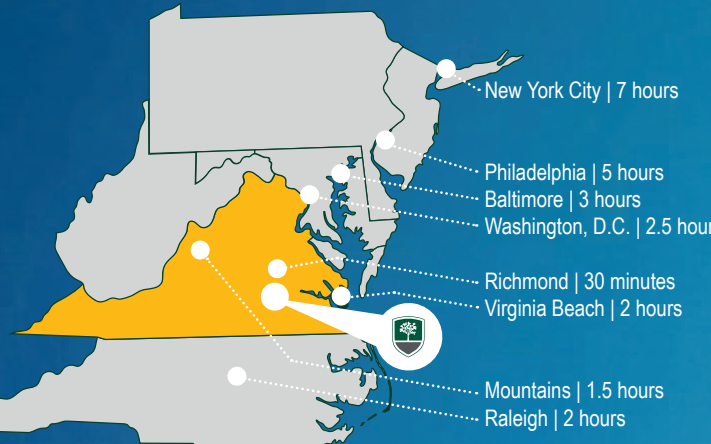 New York City | 7 hours
Philadelphia | 5 hours
Baltimore | 3 hours
Washington, D.C. | 2.5 hour
Richmond | 30 minutes
Virginia Beach | 2 hours
Mountains | 1.5 hours
Raleigh | 2 hours